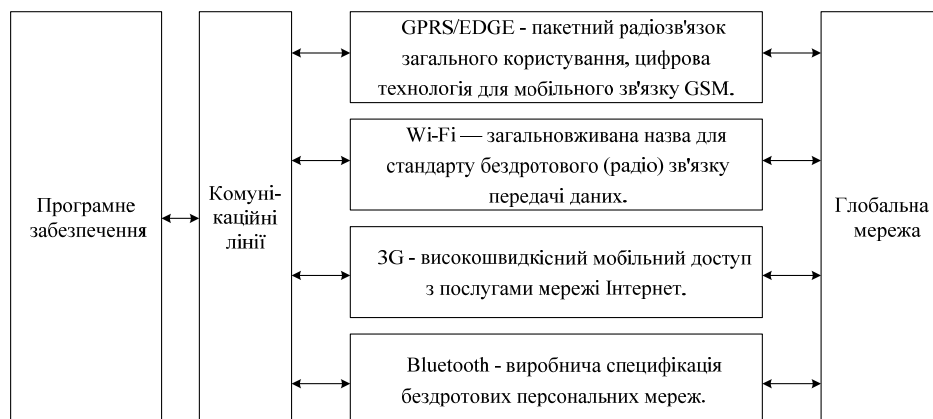 Програмне
забезпечення
Комуні-
каційні
лінії
GPRS/EDGE - пакетний радіозв'язок
загального користування, цифрова
технологія для мобільного зв'язку GSM.
Wi-Fi — загальновживана назва для
стандарту бездротового (радіо) зв'язку
передачі даних.
3G - високошвидкісний мобільний доступ
з послугами мережі Інтернет.
Bluetooth - виробнича специфікація
бездротових персональних мереж.
Глобальна
мережа